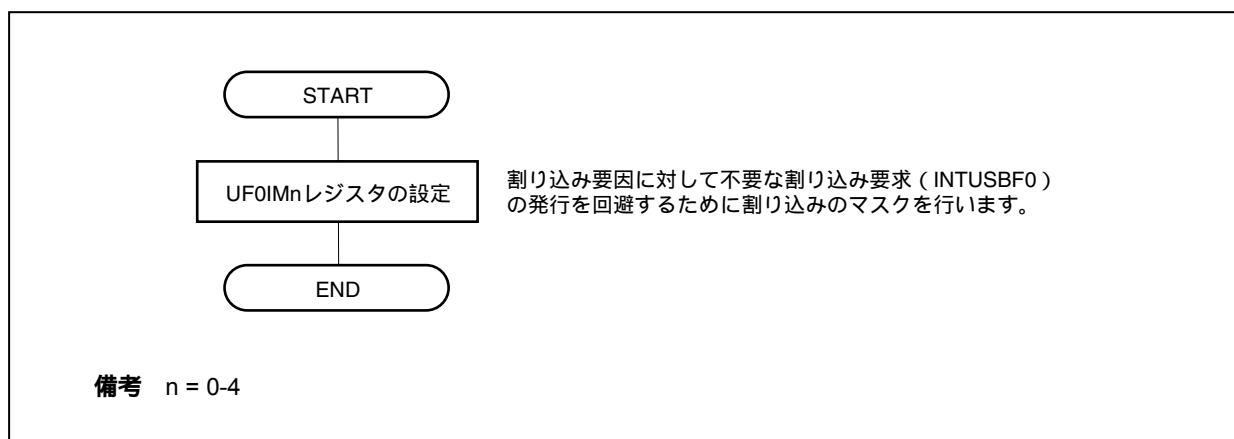 START
UF0IMnレジスタの設定
割り込み要因に対して不要な割り込み要求（INTUSBF0）
の発行を回避するために割り込みのマスクを行います。
END
備考 n = 0-4